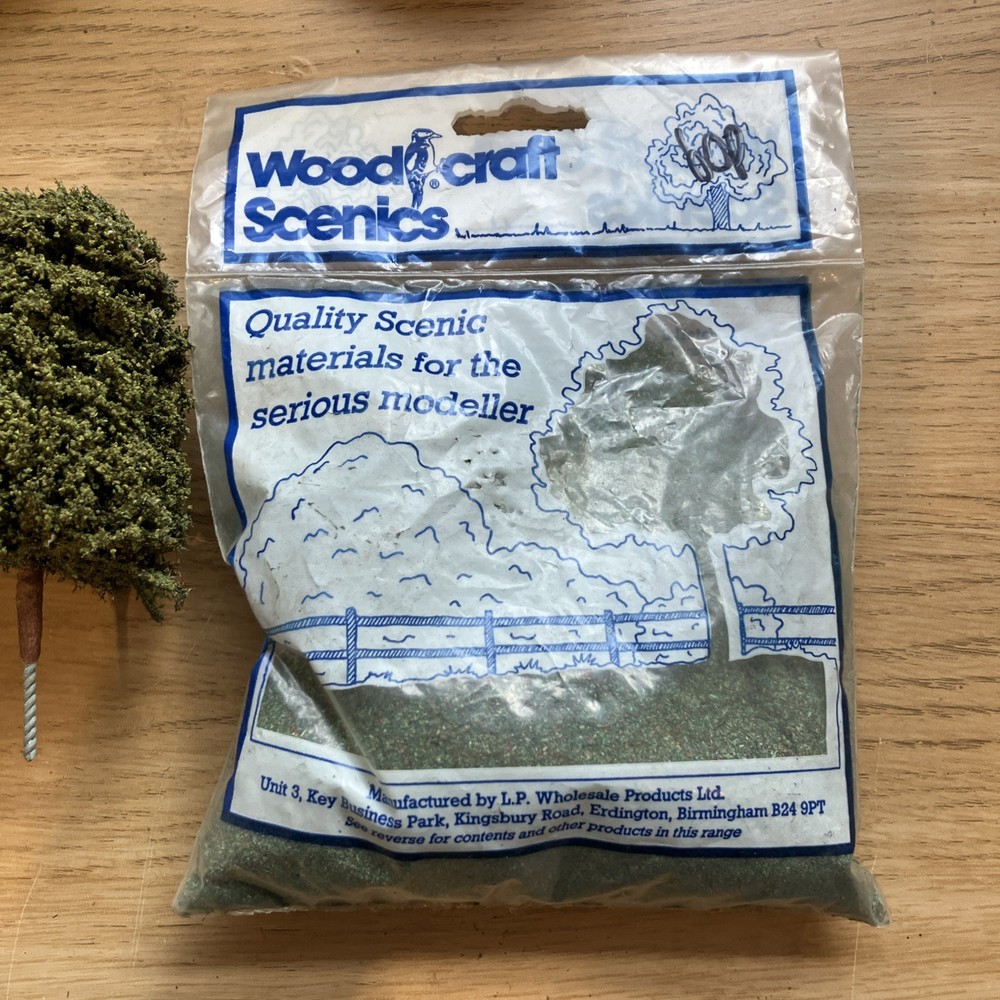 Woodcraft ®
Scenics
60p
Quality Scenic
materials for the
serious modeller
Manufactured by L.P. Wholesale Products Ltd.
Unit 3, Key Business Park, Kingsbury Road, Erdington, Birmingham B24 9PT
See reverse for contents and other products in this range